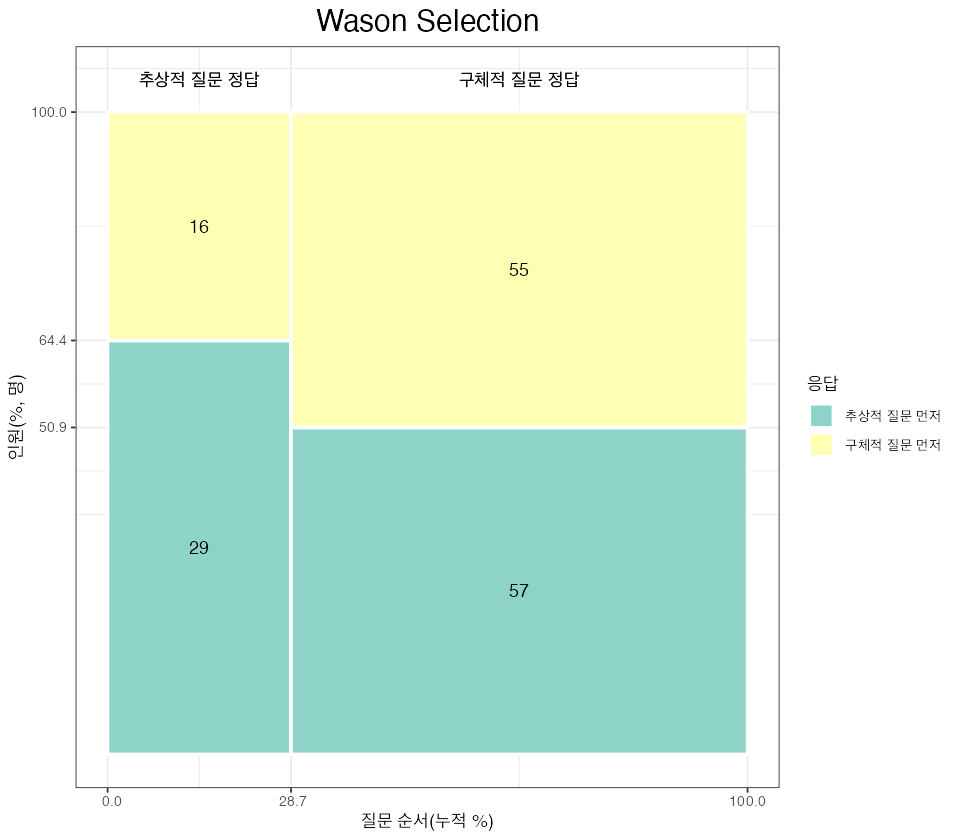 Wason Selection
추상적 질문 정답
구체적 질문 정답
100.0
16
55
64.4
50.9
인원(%, 명)
29
57
응답
추상적 질문 먼저
구체적 질문 먼저
0.0
28.7
100.0
질문 순서(누적 %)